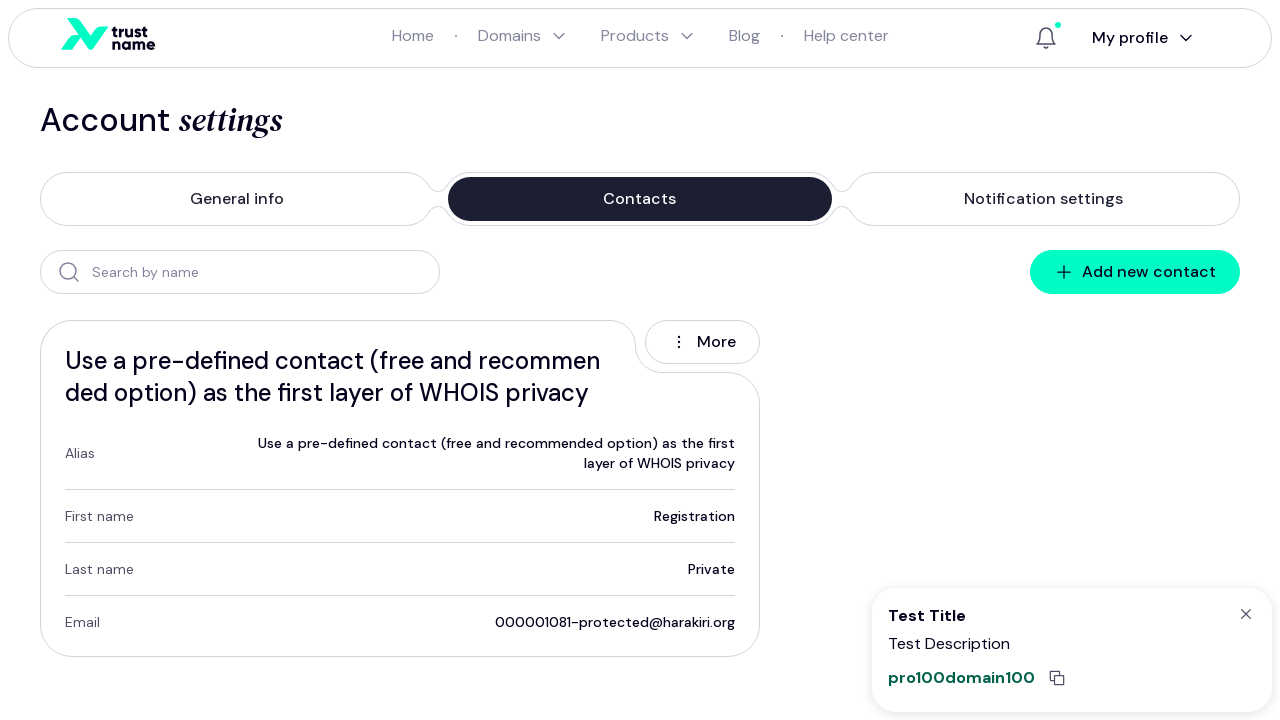 trust
name
Home
Domains
Products
Blog
Help center
My profile
Account settings
General info
Contacts
Notification settings
Search by name
Add new contact
Use a pre-defined contact (free and recommen
ded option) as the first layer of WHOIS privacy
More
Alias
Use a pre-defined contact (free and recommended option) as the first
layer of WHOIS privacy
First name
Registration
Last name
Private
Email
000001081-protected@harakiri.org
Test Title
Test Description
pro100domain100